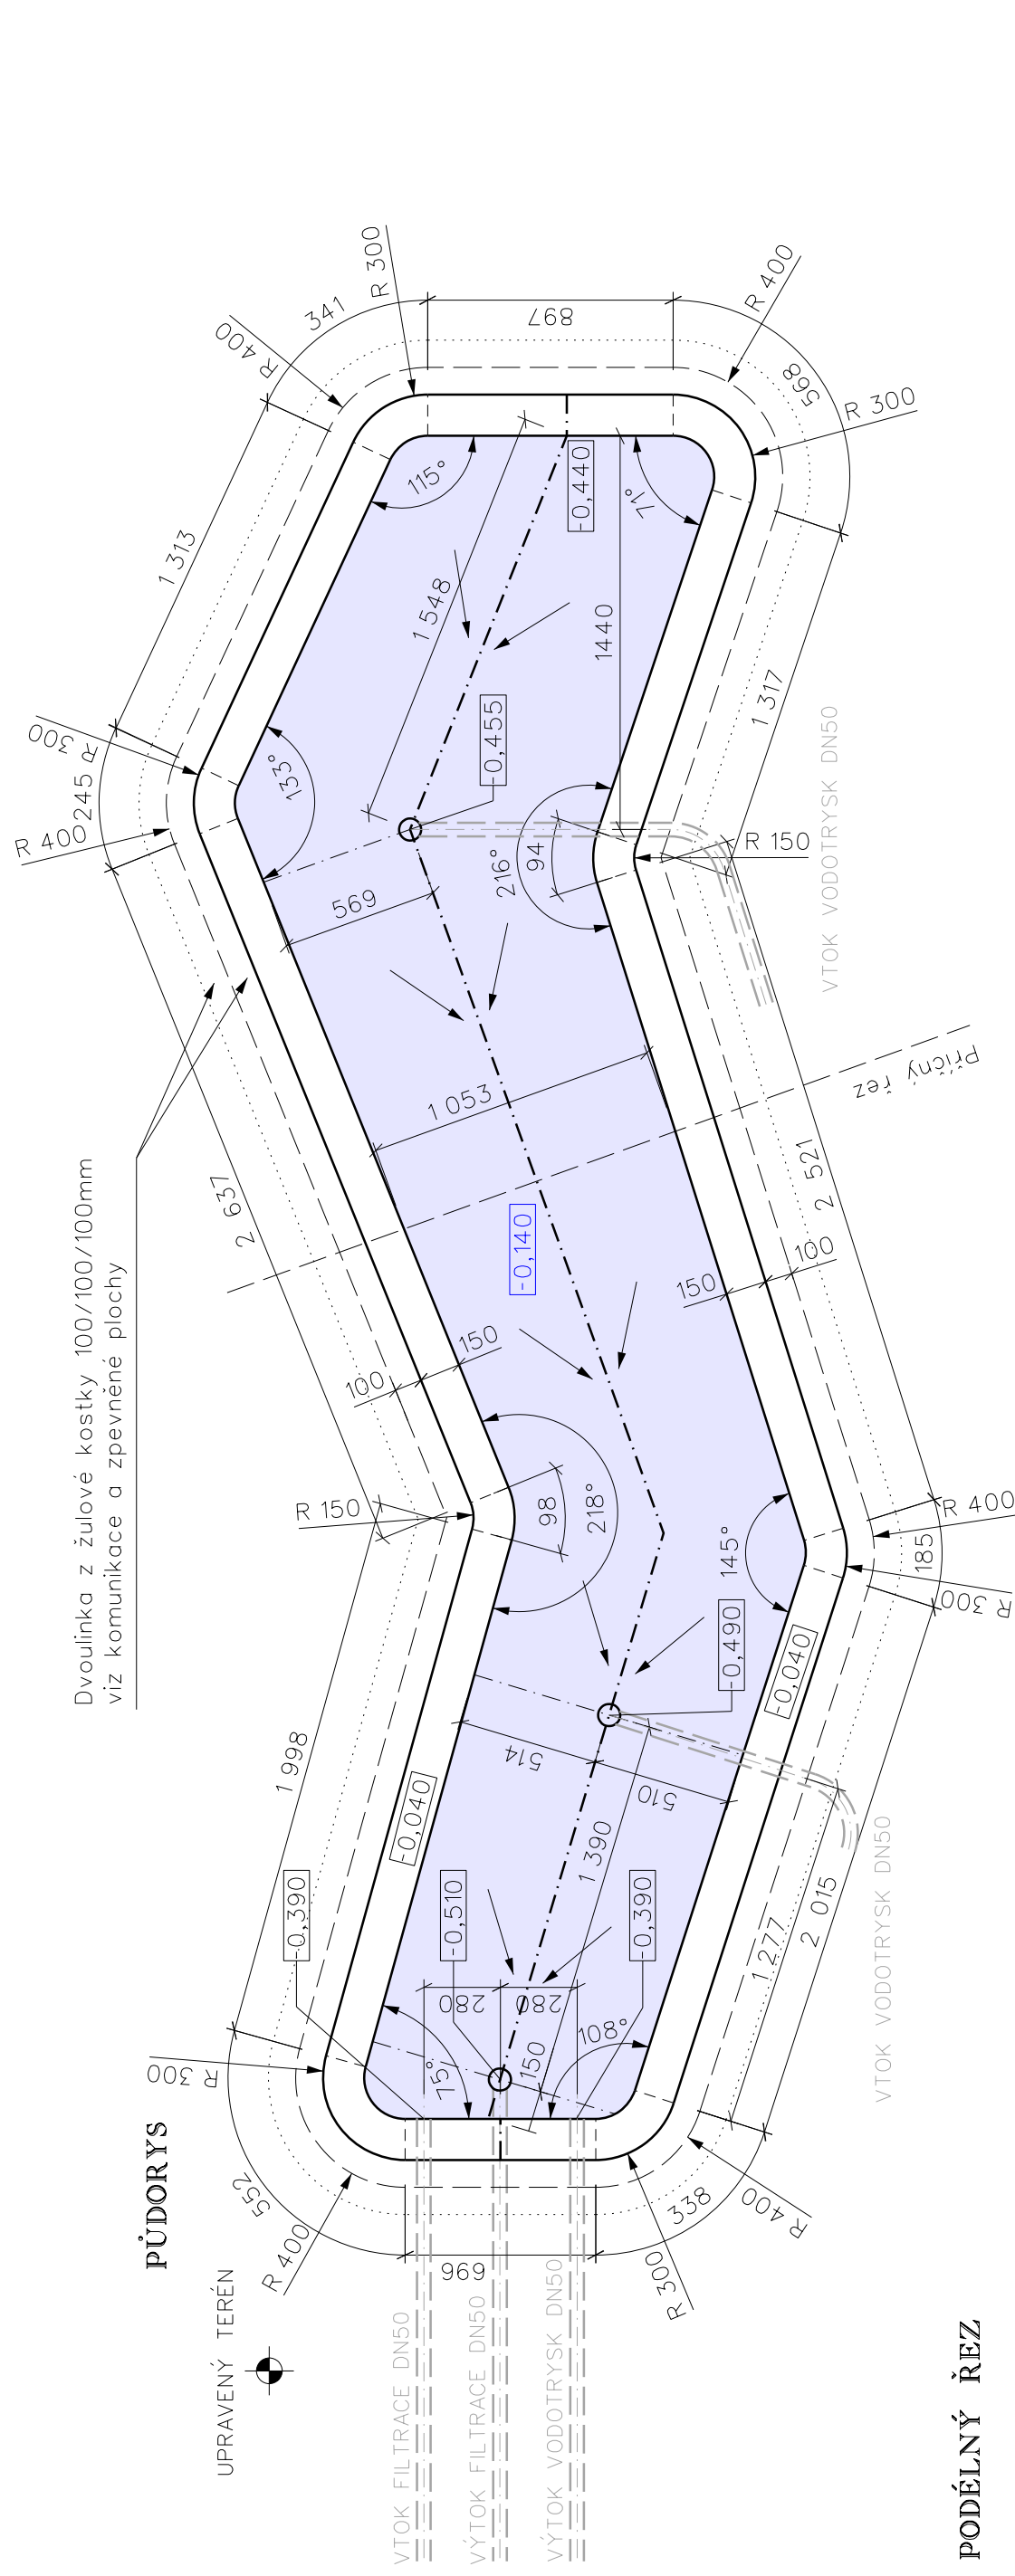 R 300
341
R 400
897
R 400
568
R 300
115°
-0,440
71°
1 313
1 548
1440
1 317
R 300
245
R 400
133°
-0,455
94
216°
R 150
569
VTOK VODOTRYSK DN50
1 053
Příčný řez
2 637
-0,140
2 521
150
100
Dvoulinka z žulové kostky 100/100/100mm
viz komunikace a zpevněné plochy
100
150
R 150
98
218°
145°
R 400
185
R 300
-0,490
-0,040
1 998
514
510
-0,040
1 390
-0,390
-0,510
-0,390
1 277
2 015
VTOK VODOTRYSK DN50
280
280
75°
150
108°
R 300
PŮDORYS
552
R 400
696
338
R 400
R 300
UPRAVENÝ TERÉN
VTOK FILTRACE DN50
VÝTOK FILTRACE DN50
VÝTOK VODOTRYSK DN50
PODÉLNÝ ŘEZ